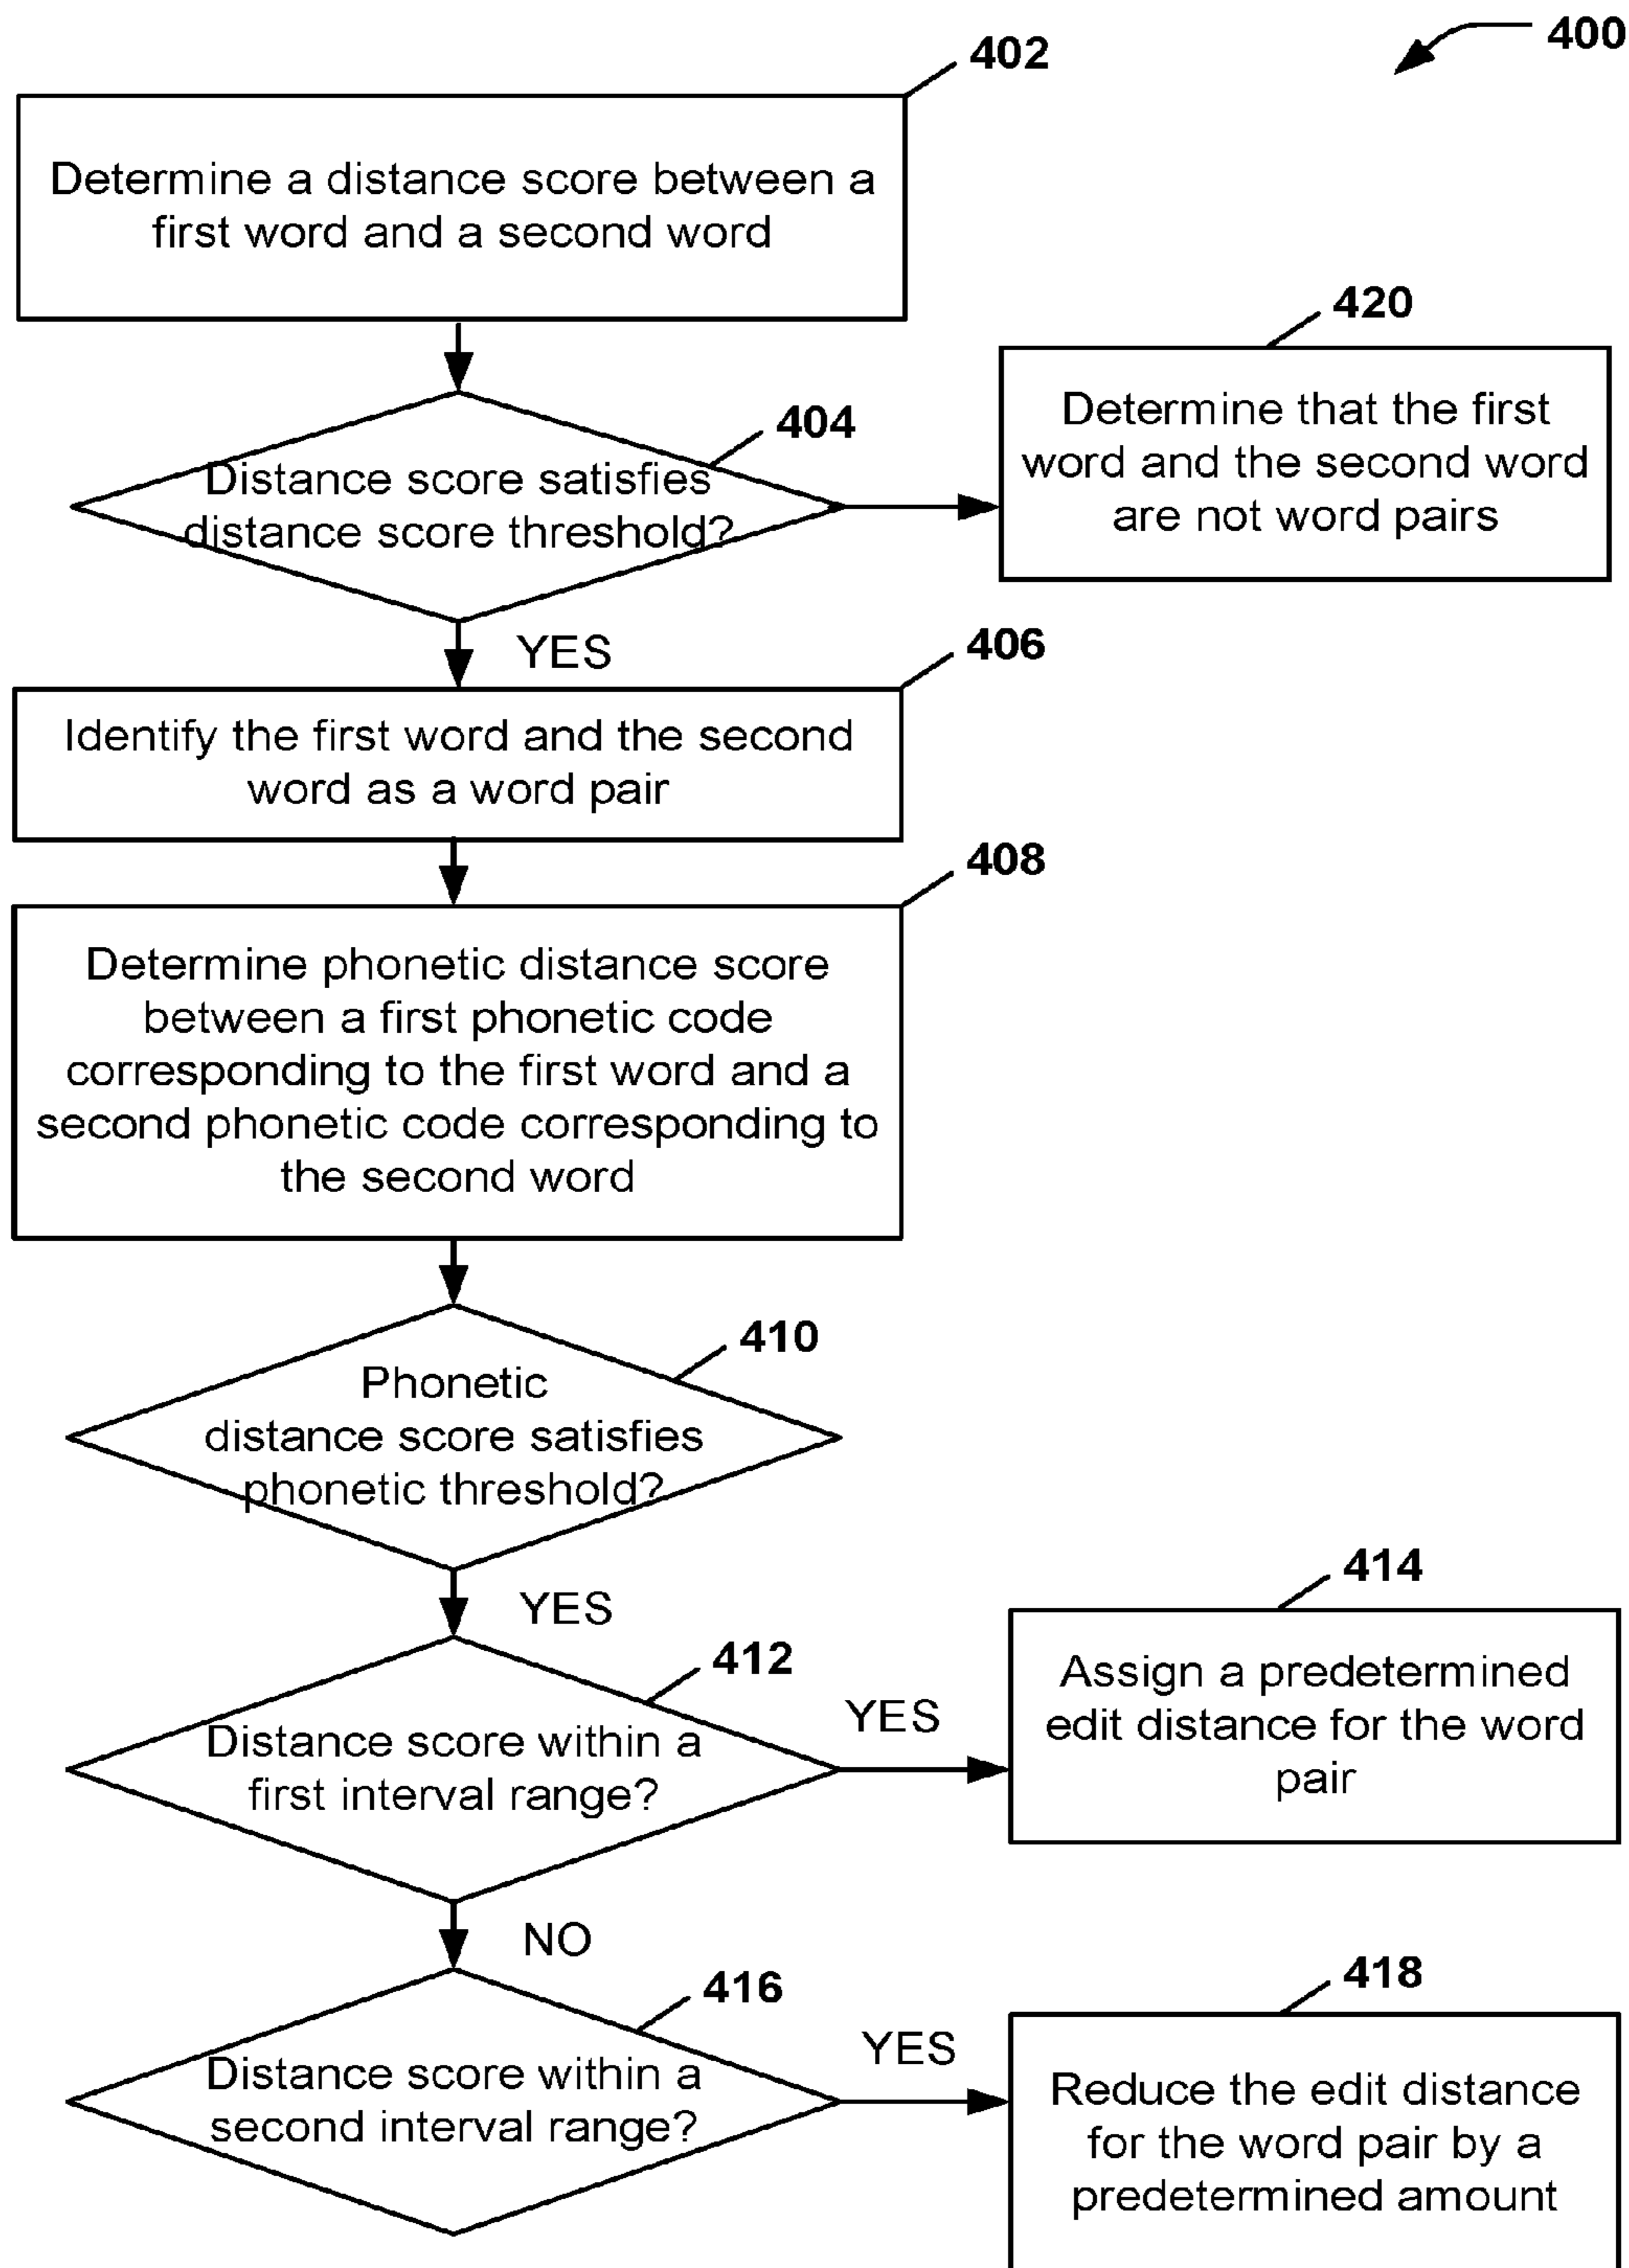 400
402
Determine a distance score between a
first word and a second word
420
Determine that the first
word and the second word
are not word pairs
404
Distance score satisfies
distance score threshold?
YES
406
Identify the first word and the second
word as a word pair
408
Determine phonetic distance score
between a first phonetic code
corresponding to the first word and a
second phonetic code corresponding to
the second word
410
Phonetic
distance score satisfies
phonetic threshold?
YES
412
Distance score within a
first interval range?
YES
414
Assign a predetermined
edit distance for the word
pair
NO
416
Distance score within a
second interval range?
YES
418
Reduce the edit distance
for the word pair by a
predetermined amount